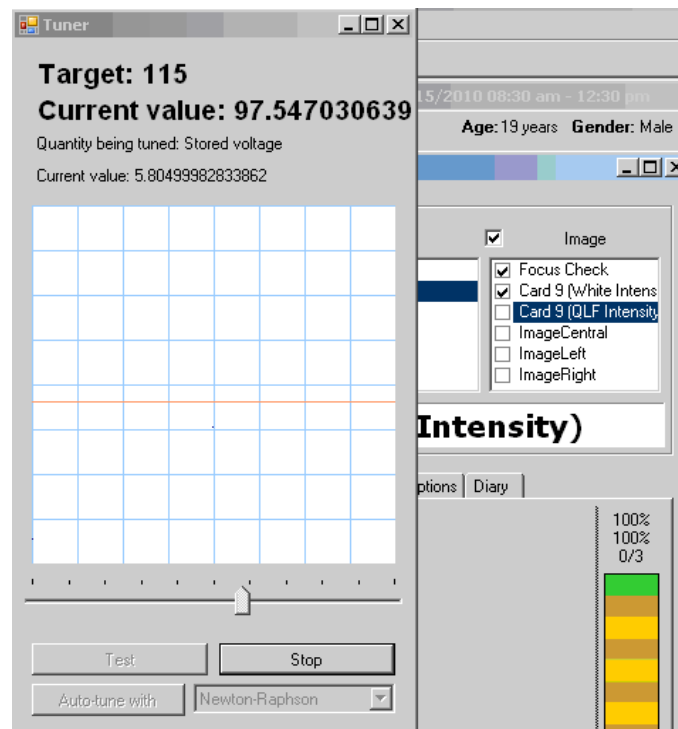 Tuner
Target: 115
Current value: 97.547030639
Quantity being tuned: Stored voltage
Current value: 5.80499982833862
Test
Stop
Auto-tune with
Newton-Raphson
15/2010 08:30 am - 12:30 pm
Age: 19 years Gender: Male
Image
Focus Check
Card 9 (White Intens
Card 9 (QLF Intensity
ImageCentral
ImageLeft
ImageRight
Intensity)
ptions
Diary
100%
100%
0/3